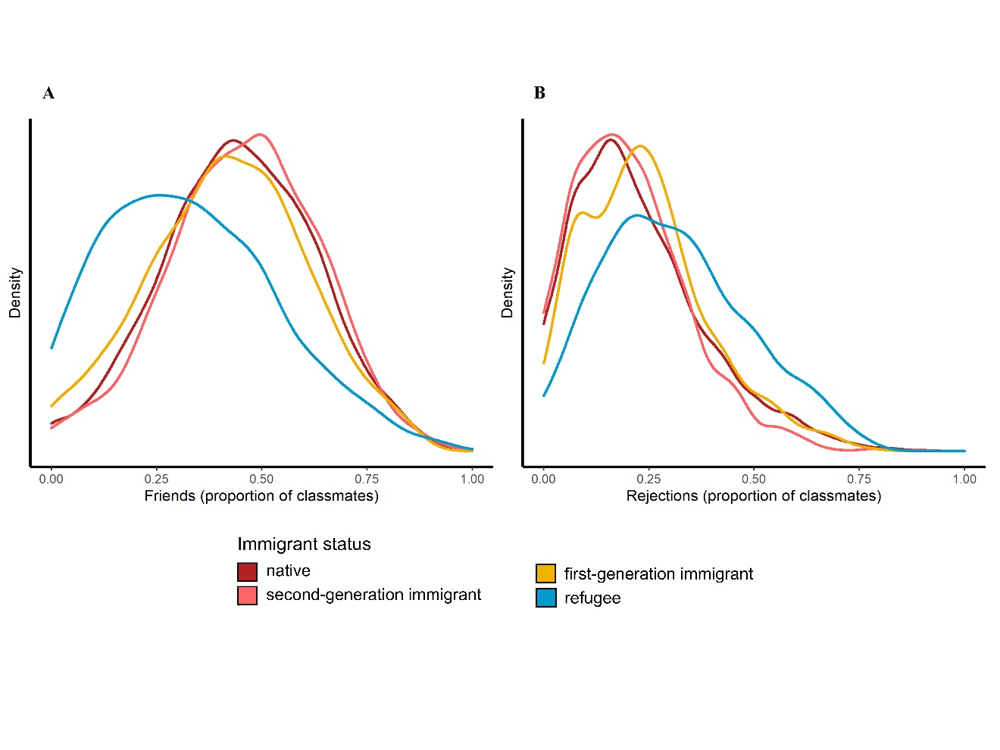 A
B
Density
0.00 0.25 0.50 0.75 1.00
Friends (proportion of classmates)
Density
0.00 0.25 0.50 0.75 1.00
Rejections (proportion of classmates)
Immigrant status
native
second-generation immigrant
first-generation immigrant
refugee